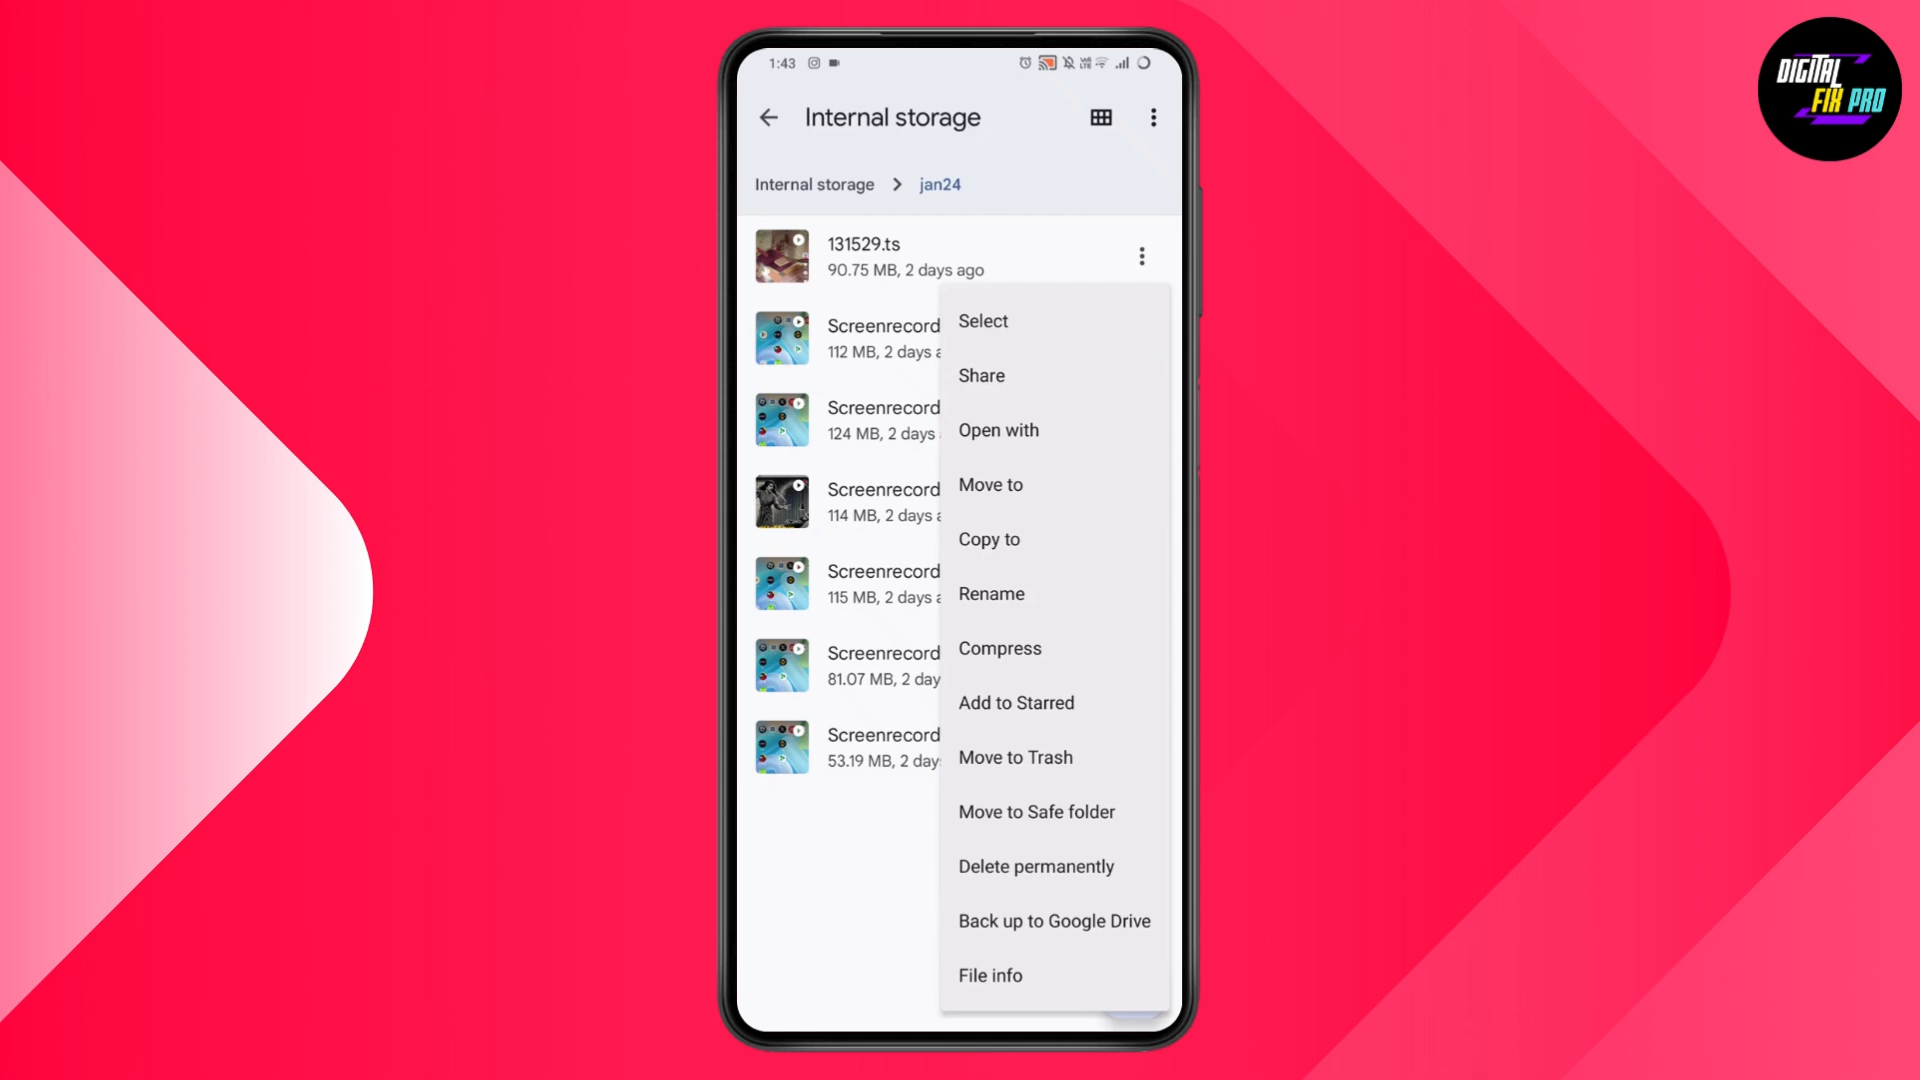 DIGITAL
FIX PRO
1:43
Internal storage
Internal storage > jan24
131529.ts
90.75 MB, 2 days ago
Screenrecord
112 MB, 2 days a
Screenrecord
124 MB, 2 days
Screenrecord
114 MB, 2 days a
Screenrecord
115 MB, 2 days a
Screenrecord
81.07 MB, 2 day
Screenrecord
53.19 MB, 2 day
Select
Share
Open with
Move to
Copy to
Rename
Compress
Add to Starred
Move to Trash
Move to Safe folder
Delete permanently
Back up to Google Drive
File info